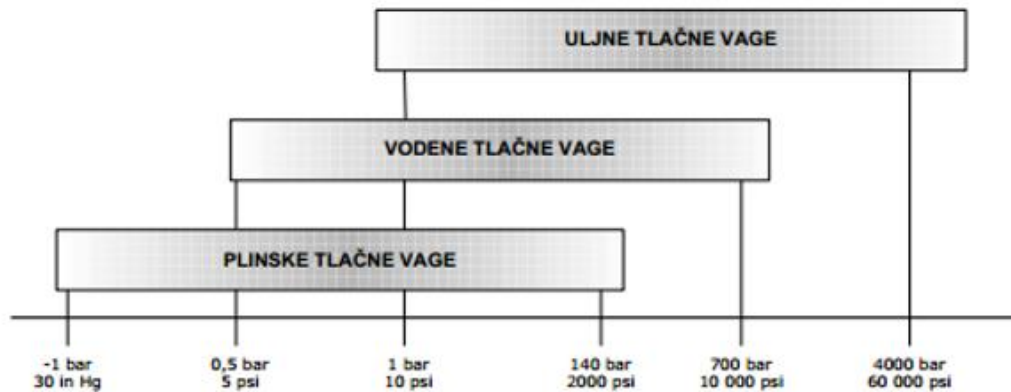 ULJNE TLAČNE VAGE
VODENE TLAČNE VAGE
PLINSKE TLAČNE VAGE
-1 bar 0,5 bar 1 bar 140 bar 700 bar 4000 bar
30 in Hg 5 psi 10 psi 2000 psi 10 000 psi 60 000 psi